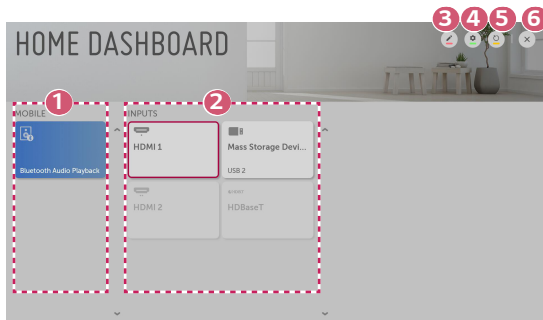 3 4 5 6
HOME DASHBOARD
1 2
MOBILE INPUTS
HDMI 1 Mass Storage Devi...
Bluetooth Audio Playback USB 2
HDMI 2 HDBaseT